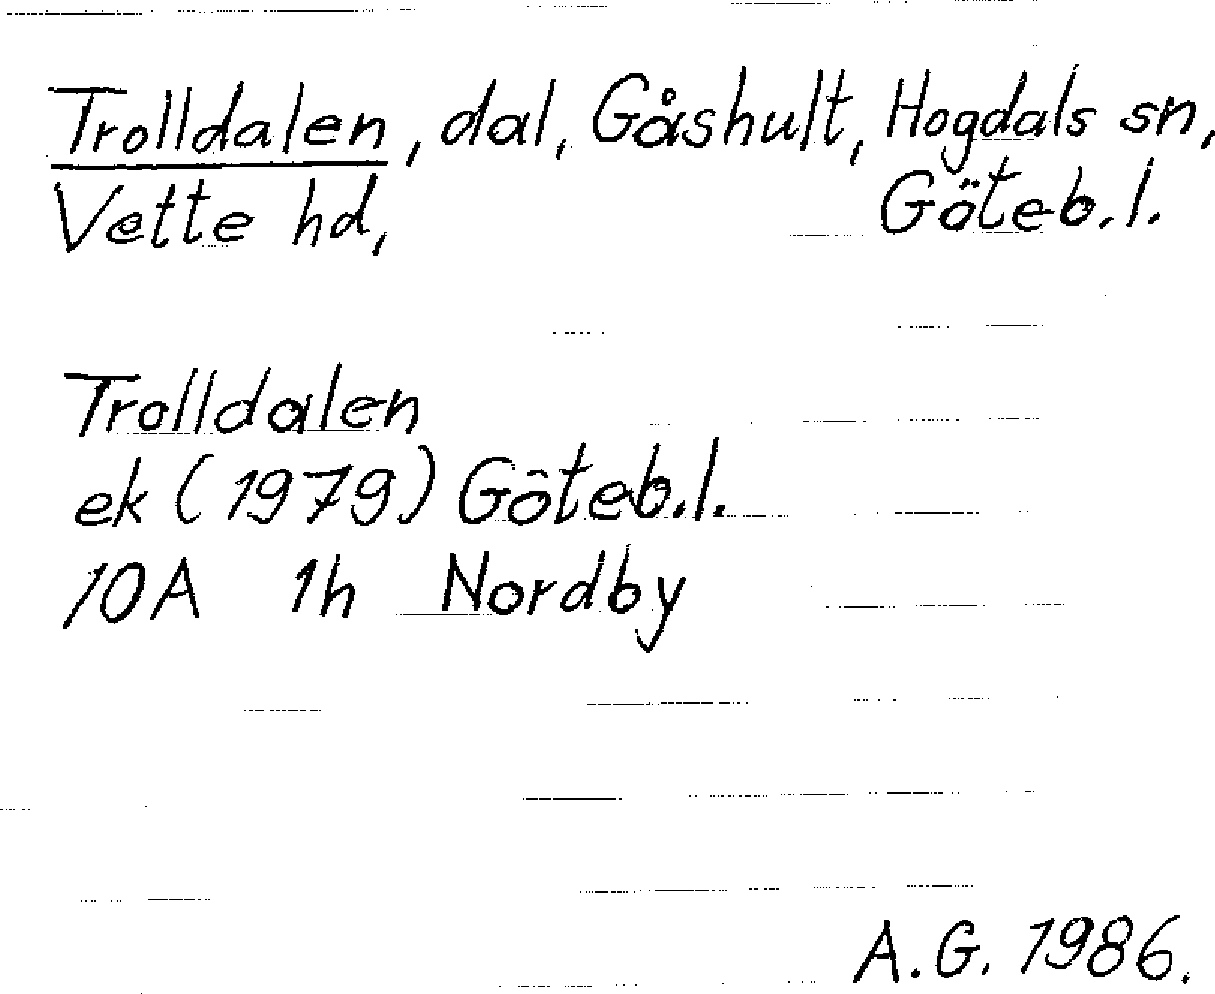 Trolldalen, dal, Gåshult, Hogdals sn,
Vette hd, Göteb.l.
Trolldalen
ek (1979) Göteb.l.
10A 1h Nordby
A.G. 1986.